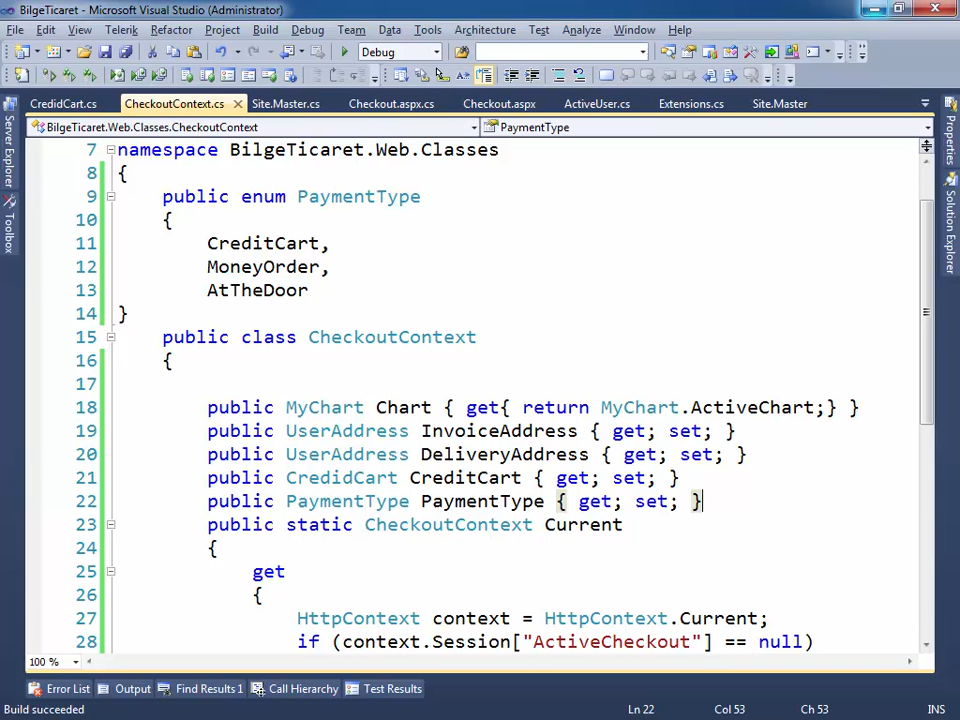 BilgeTicaret - Microsoft Visual Studio (Administrator)
File Edit View Telerik Refactor Project Build Debug Team Data Tools Architecture Test Analyze Window Help
Debug
CredidCart.cs CheckoutContext.cs Site.Master.cs Checkout.aspx.cs Checkout.aspx ActiveUser.cs Extensions.cs Site.Master
BilgeTicaret.Web.Classes.CheckoutContext PaymentType
Server Explorer
Toolbox
Properties
Solution Explorer
7 namespace BilgeTicaret.Web.Classes
8 {
9 public enum PaymentType
10 {
11 CreditCart,
12 MoneyOrder,
13 AtTheDoor
14 }
15 public class CheckoutContext
16 {
17
18 public MyChart Chart { get{ return MyChart.ActiveChart;} }
19 public UserAddress InvoiceAddress { get; set; }
20 public UserAddress DeliveryAddress { get; set; }
21 public CredidCart CreditCart { get; set; }
22 public PaymentType PaymentType { get; set; }
23 public static CheckoutContext Current
24 {
25 get
26 {
27 HttpContext context = HttpContext.Current;
28 if (context.Session["ActiveCheckout"] == null)
100 %
Error List Output Find Results 1 Call Hierarchy Test Results
Build succeeded Ln 22 Col 53 Ch 53 INS